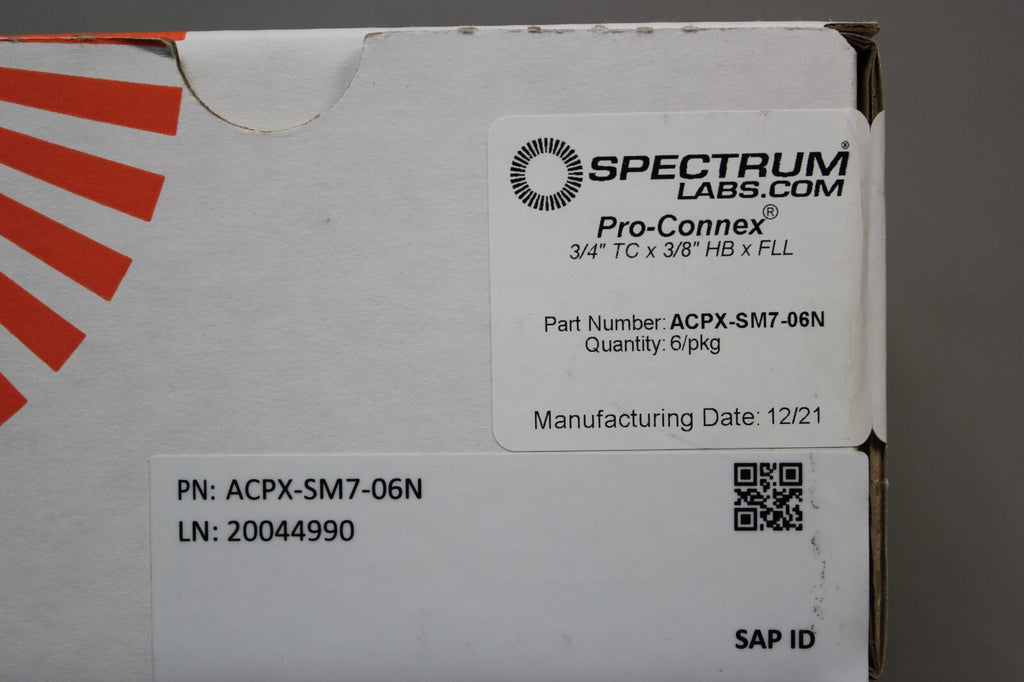 SPECTRUM®
LABS.COM
Pro-Connex®
3/4" TC x 3/8" HB x FLL
Part Number: ACPX-SM7-06N
Quantity: 6/pkg
Manufacturing Date: 12/21
PN: ACPX-SM7-06N
LN: 20044990
SAP ID